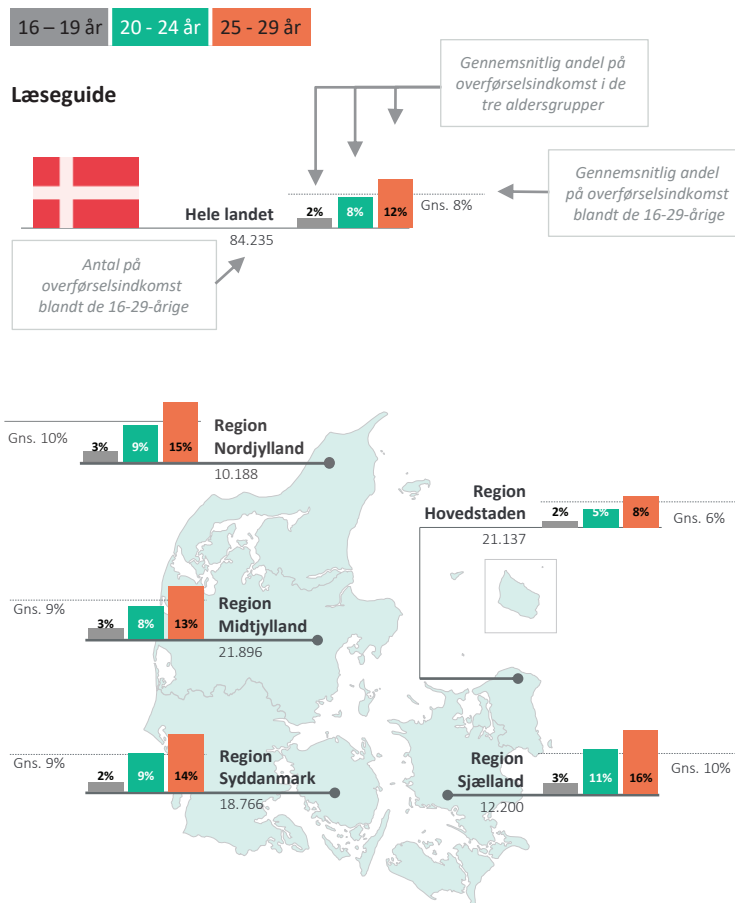 16 – 19 år 20 - 24 år 25 - 29 år
Læseguide
Gennemsnitlig andel på
overførselsindkomst i de
tre aldersgrupper
Gennemsnitlig andel
på overførselsindkomst
blandt de 16-29-årige
Hele landet
84.235
2% 8% 12%
Gns. 8%
Antal på
overførselsindkomst
blandt de 16-29-årige
Gns. 10%
3% 9% 15%
Region
Nordjylland
10.188
Region
Hovedstaden
21.137
2% 5% 8%
Gns. 6%
Gns. 9%
3% 8% 13%
Region
Midtjylland
21.896
Gns. 9%
2% 9% 14%
Region
Syddanmark
18.766
Region
Sjælland
12.200
3% 11% 16%
Gns. 10%